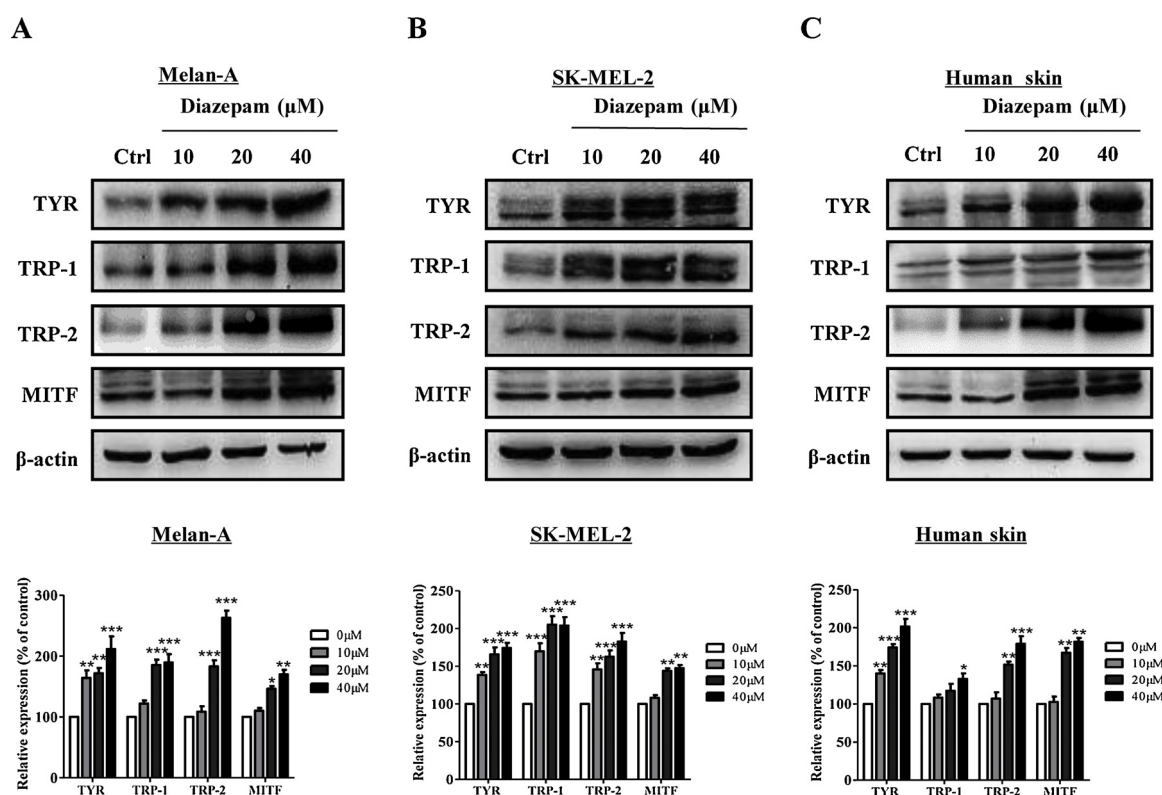 A
B
C
Melan-A
Diazepam (μM)
Ctrl 10 20 40
TYR
TRP-1
TRP-2
MITF
β-actin
SK-MEL-2
Diazepam (μM)
Ctrl 10 20 40
TYR
TRP-1
TRP-2
MITF
β-actin
Human skin
Diazepam (μM)
Ctrl 10 20 40
TYR
TRP-1
TRP-2
MITF
β-actin
Melan-A
Relative expression (% of control)
300
200
100
0
** ** *** *** *** *** *** * **
0μM
10μM
20μM
40μM
TYR TRP-1 TRP-2 MITF
SK-MEL-2
Relative expression (% of control)
250
200
150
100
50
0
** *** *** *** *** *** ** *** *** ** **
0μM
10μM
20μM
40μM
TYR TRP-1 TRP-2 MITF
Human skin
Relative expression (% of control)
250
200
150
100
50
0
** *** *** * ** *** ** **
0μM
10μM
20μM
40μM
TYR TRP-1 TRP-2 MITF